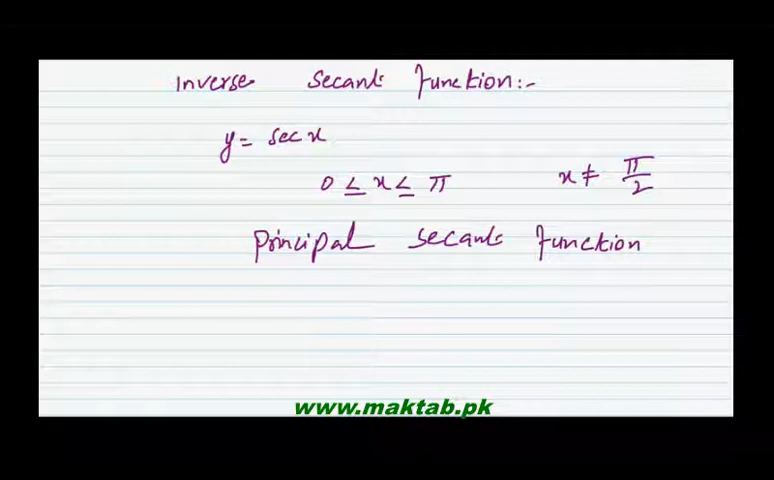 Inverse Secant Function:-
y = sec x
0 ≤ x ≤ π x ≠ π/2
Principal secant function
www.maktab.pk